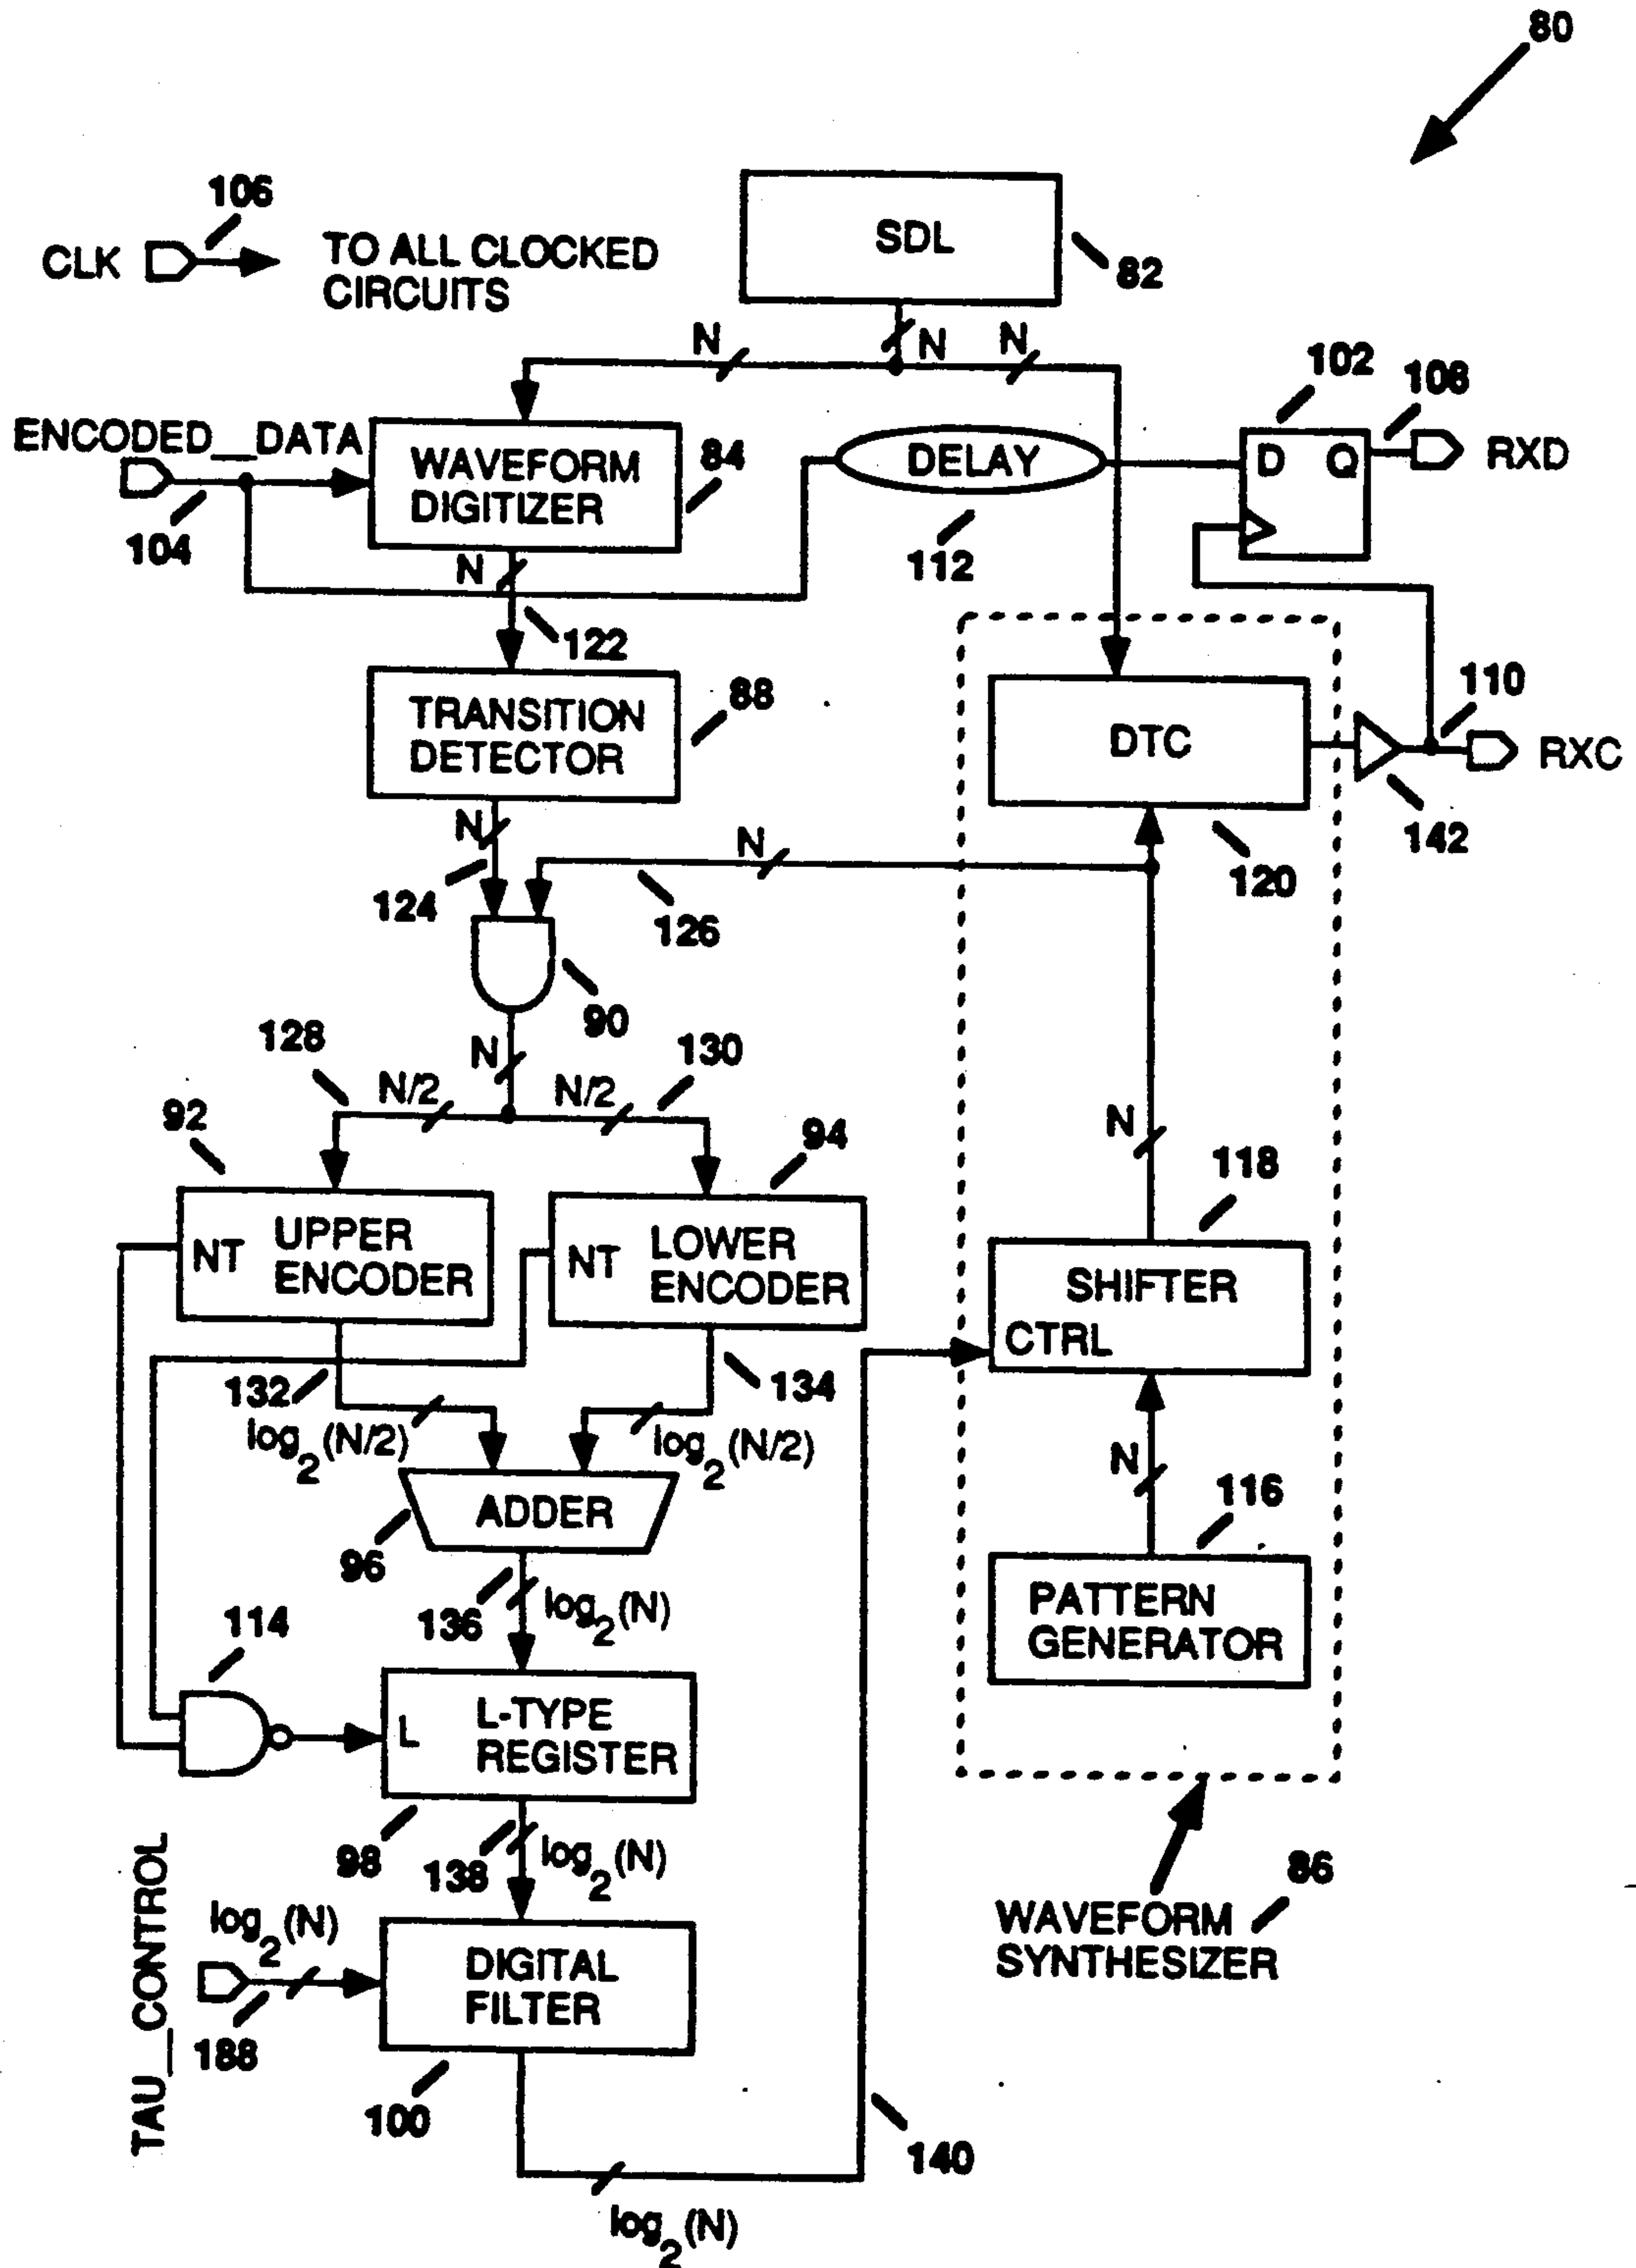 80
106
CLK
TO ALL CLOCKED
CIRCUITS
SDL
82
N
N
N
102
108
ENCODED__DATA
WAVEFORM
DIGITIZER
84
DELAY
D
Q
RXD
104
112
N
122
TRANSITION
DETECTOR
88
DTC
110
RXC
142
N
N
124
126
120
90
128
N
130
N/2
N/2
92
94
N
118
NT
UPPER
ENCODER
NT
LOWER
ENCODER
SHIFTER
CTRL
132
134
log2(N/2)
log2(N/2)
N
116
ADDER
96
136
log2(N)
PATTERN
GENERATOR
114
L
L-TYPE
REGISTER
98
138
log2(N)
86
WAVEFORM
SYNTHESIZER
TAU_CONTROL
log2(N)
188
DIGITAL
FILTER
100
140
log2(N)